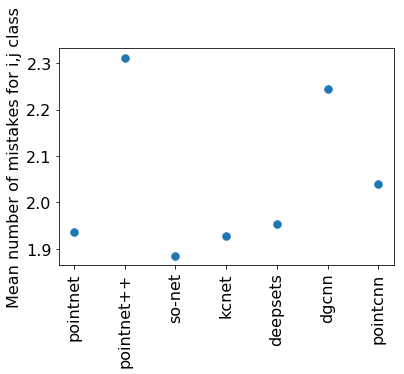 Mean number of mistakes for i,j class
2.3
2.2
2.1
2.0
1.9
pointnet
pointnet++
so-net
kcnet
deepsets
dgcnn
pointcnn